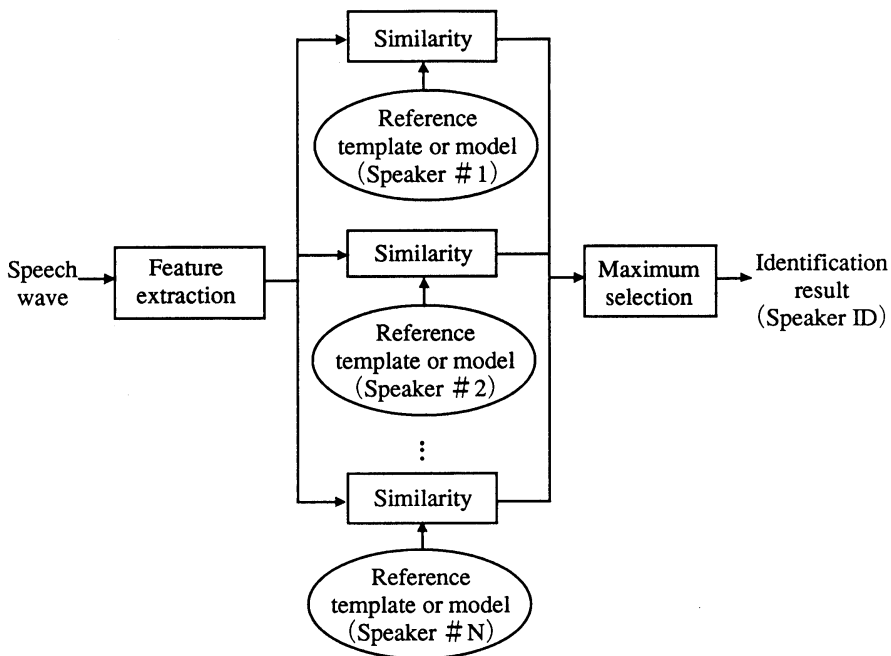 Similarity
Reference
template or model
(Speaker #1)
Speech
wave
Feature
extraction
Similarity
Reference
template or model
(Speaker #2)
Maximum
selection
Identification
result
(Speaker ID)
⋮
Similarity
Reference
template or model
(Speaker #N)